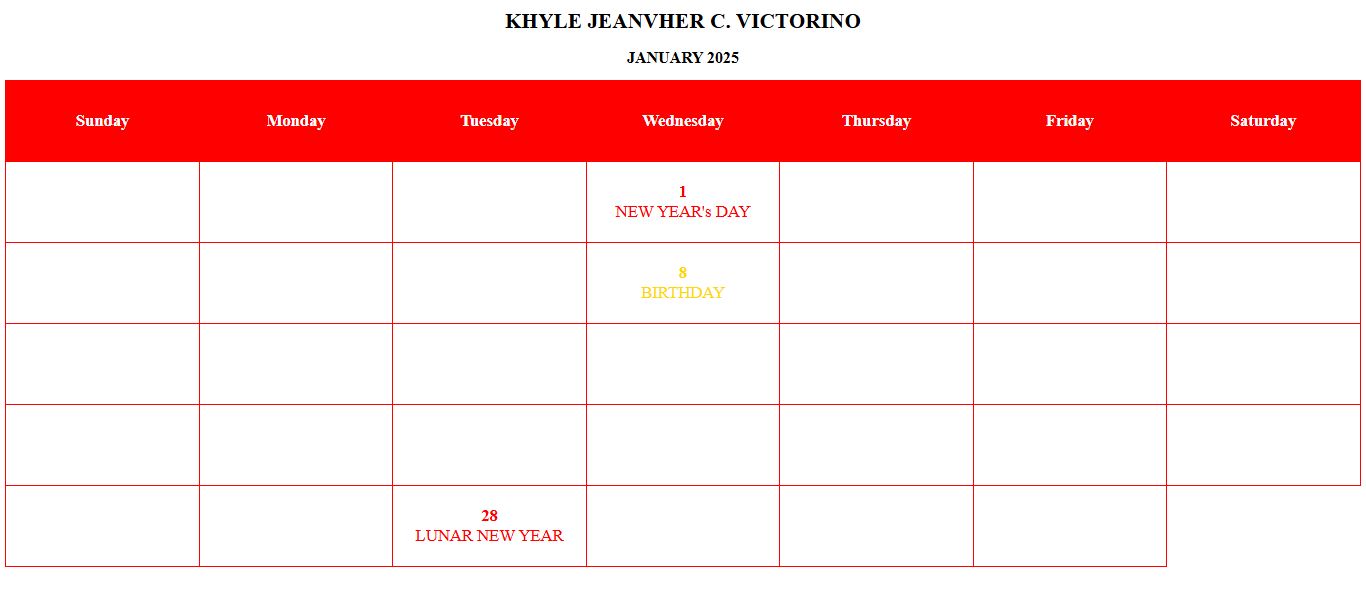 KHYLE JEANVHER C. VICTORINO
JANUARY 2025
Sunday Monday Tuesday Wednesday Thursday Friday Saturday
1
NEW YEAR's DAY
8
BIRTHDAY
28
LUNAR NEW YEAR